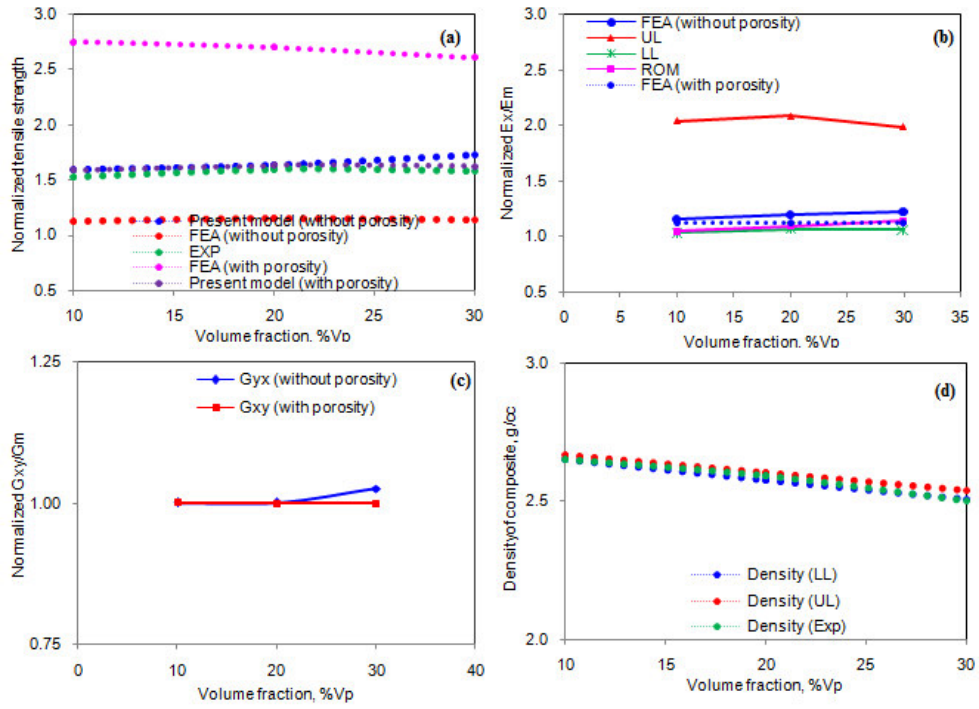 (a)
3.0
2.5
2.0
1.5
1.0
0.5
Normalized tensile strength
Present model (without porosity)
FEA (without porosity)
EXP
FEA (with porosity)
Present model (with porosity)
10 15 20 25 30
Volume fraction. %Vp
(b)
3.0
2.5
2.0
1.5
1.0
0.5
Normalized Ex/Em
FEA (without porosity)
UL
LL
ROM
FEA (with porosity)
0 5 10 15 20 25 30 35
Volume fraction, %Vp
(c)
1.25
1.00
0.75
Normalized Gxy/Gm
Gyx (without porosity)
Gxy (with porosity)
0 10 20 30 40
Volume fraction, %Vp
(d)
3.0
2.5
2.0
Density of composite, g/cc
Density (LL)
Density (UL)
Density (Exp)
10 15 20 25 30
Volume fraction, %Vp